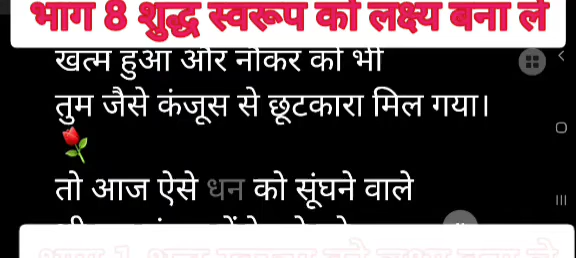 भाग 8 शुद्ध स्वरूप को लक्ष्य बना ले
खत्म हुआ और नौकर को भी
तुम जैसे कंजूस से छूटकारा मिल गया।
🌹
तो आज ऐसे धन को सूंघने वाले